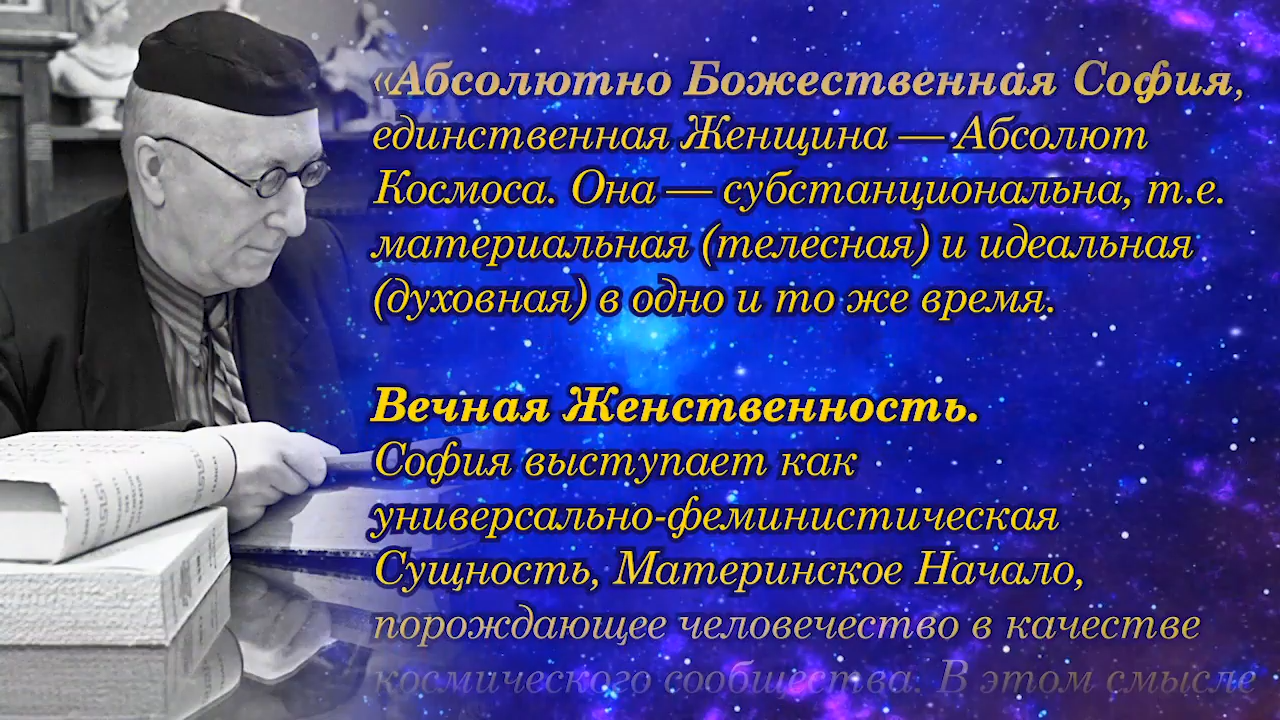 «Абсолютно Божественная София,
единственная Женщина — Абсолют
Космоса. Она — субстанциональна, т.е.
материальная (телесная) и идеальная
(духовная) в одно и то же время.
Вечная Женственность.
София выступает как
универсально-феминистическая
Сущность, Материнское Начало,
порождающее человечество в качестве
космического сообщества. В этом смысле